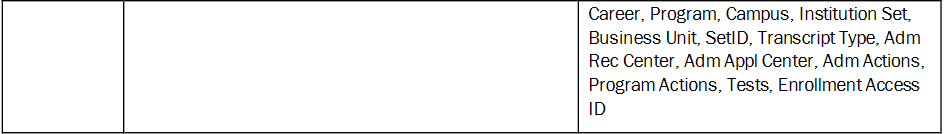 Career, Program, Campus, Institution Set,
Business Unit, SetID, Transcript Type, Adm
Rec Center, Adm Appl Center, Adm Actions,
Program Actions, Tests, Enrollment Access
ID